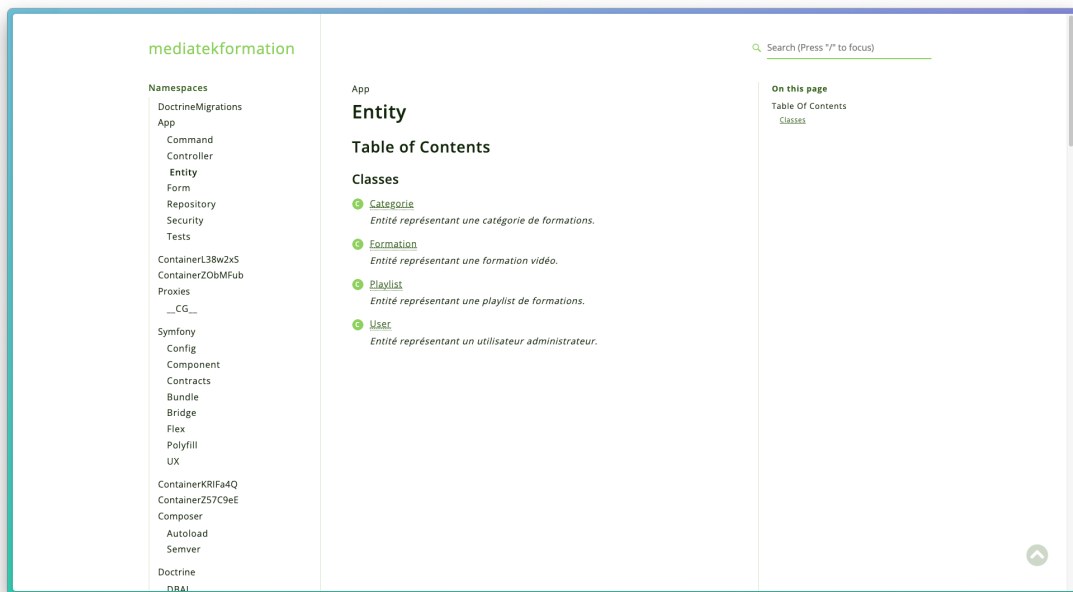 mediatekformation
Search (Press "/" to focus)
Namespaces
DoctrineMigrations
App
Command
Controller
Entity
Form
Repository
Security
Tests
ContainerL38w2xS
ContainerZObMFub
Proxies
__CG__
Symfony
Config
Component
Contracts
Bundle
Bridge
Flex
Polyfill
UX
ContainerKRIFa4Q
ContainerZ57C9eE
Composer
Autoload
Semver
Doctrine
DBAL
App
Entity
Table of Contents
Classes
C Categorie
Entité représentant une catégorie de formations.
C Formation
Entité représentant une formation vidéo.
C Playlist
Entité représentant une playlist de formations.
C User
Entité représentant un utilisateur administrateur.
On this page
Table Of Contents
Classes